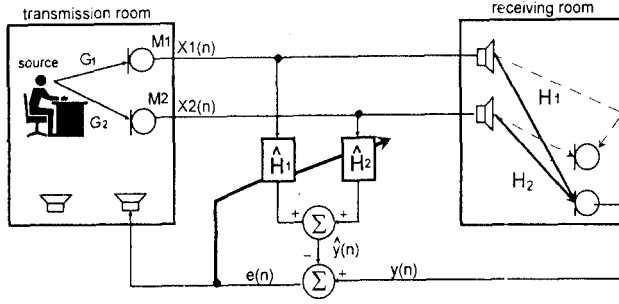 transmission room
receiving room
source
G1
M1
X1(n)
M2
X2(n)
G2
H1
H2
Ĥ1
Ĥ2
+
Σ
+
ŷ(n)
−
e(n)
Σ
+
y(n)